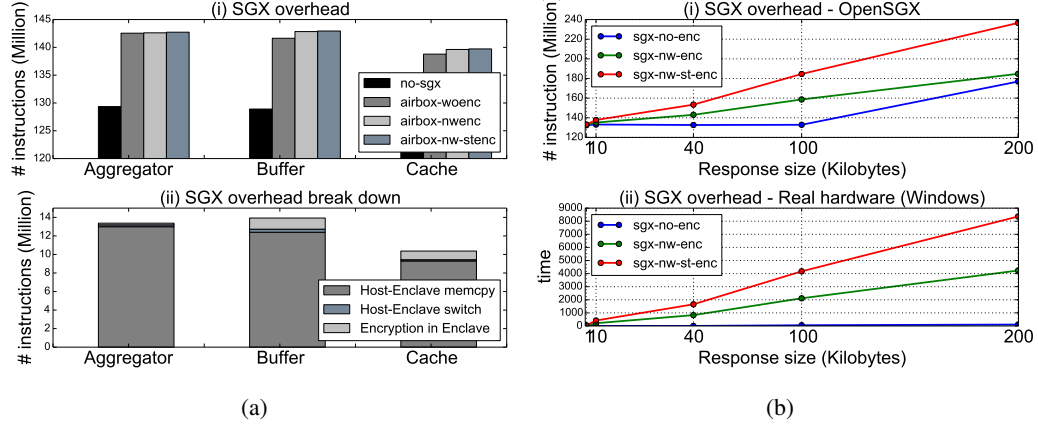 (i) SGX overhead
# instructions (Million)
145
140
135
130
125
120
no-sgx
airbox-woenc
airbox-nwenc
airbox-nw-stenc
Aggregator
Buffer
Cache
(ii) SGX overhead break down
# instructions (Million)
14
12
10
8
6
4
2
0
Host-Enclave memcpy
Host-Enclave switch
Encryption in Enclave
Aggregator
Buffer
Cache
(a)
(i) SGX overhead - OpenSGX
# instruction (Million)
240
220
200
180
160
140
120
sgx-no-enc
sgx-nw-enc
sgx-nw-st-enc
1
10
40
100
200
Response size (Kilobytes)
(ii) SGX overhead - Real hardware (Windows)
time
9000
8000
7000
6000
5000
4000
3000
2000
1000
0
sgx-no-enc
sgx-nw-enc
sgx-nw-st-enc
1
10
40
100
200
Response size (Kilobytes)
(b)